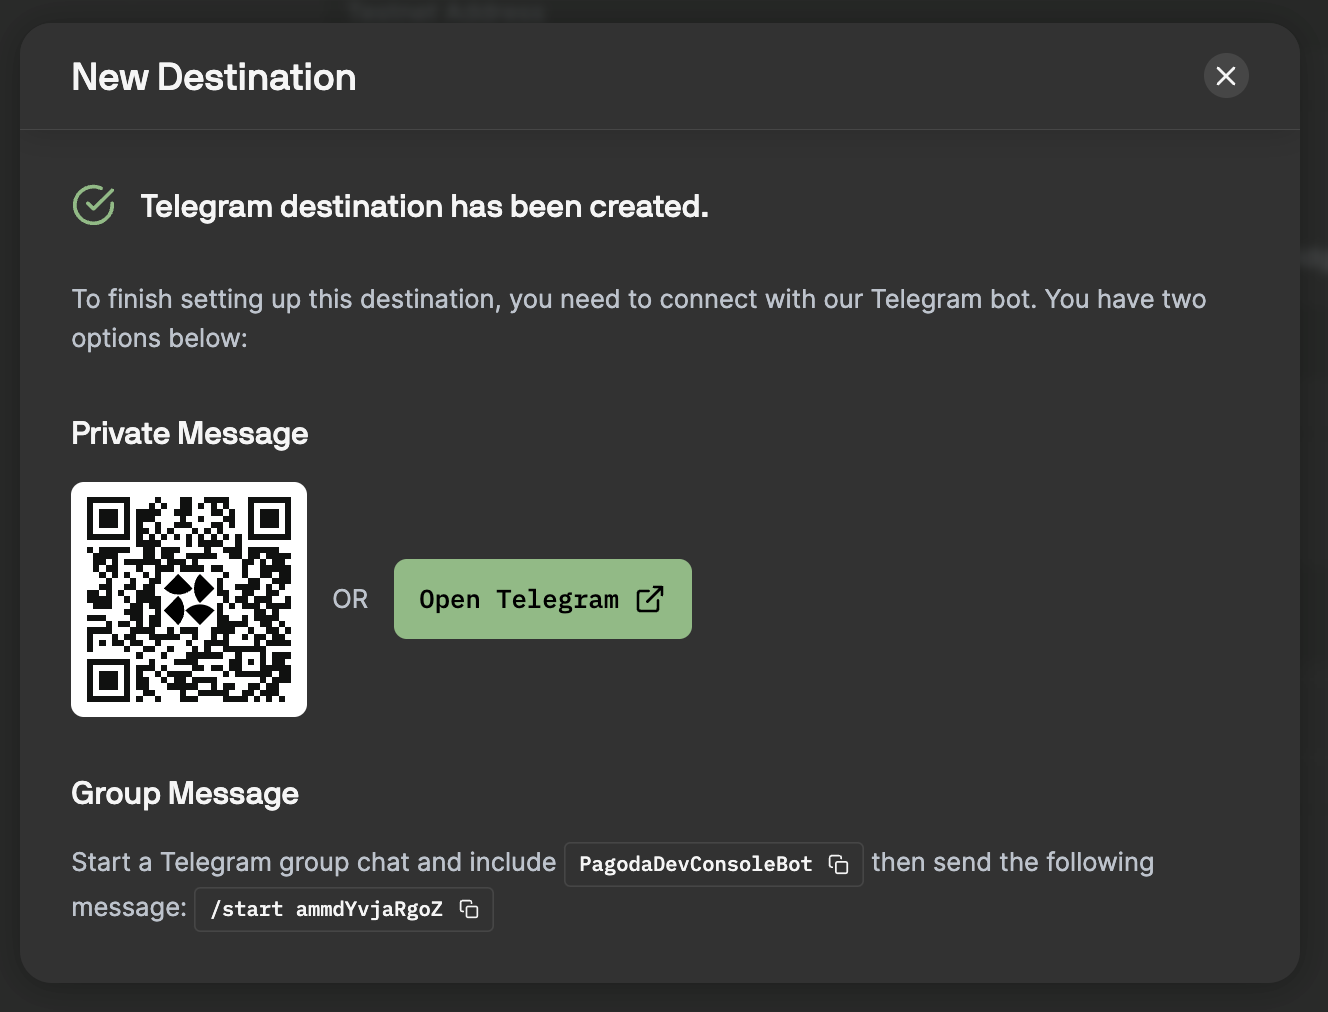 New Destination
Telegram destination has been created.
To finish setting up this destination, you need to connect with our Telegram bot. You have two
options below:
Private Message
OR
Open Telegram
Group Message
Start a Telegram group chat and include PagodaDevConsoleBot then send the following
message: /start ammdYvjaRgoZ